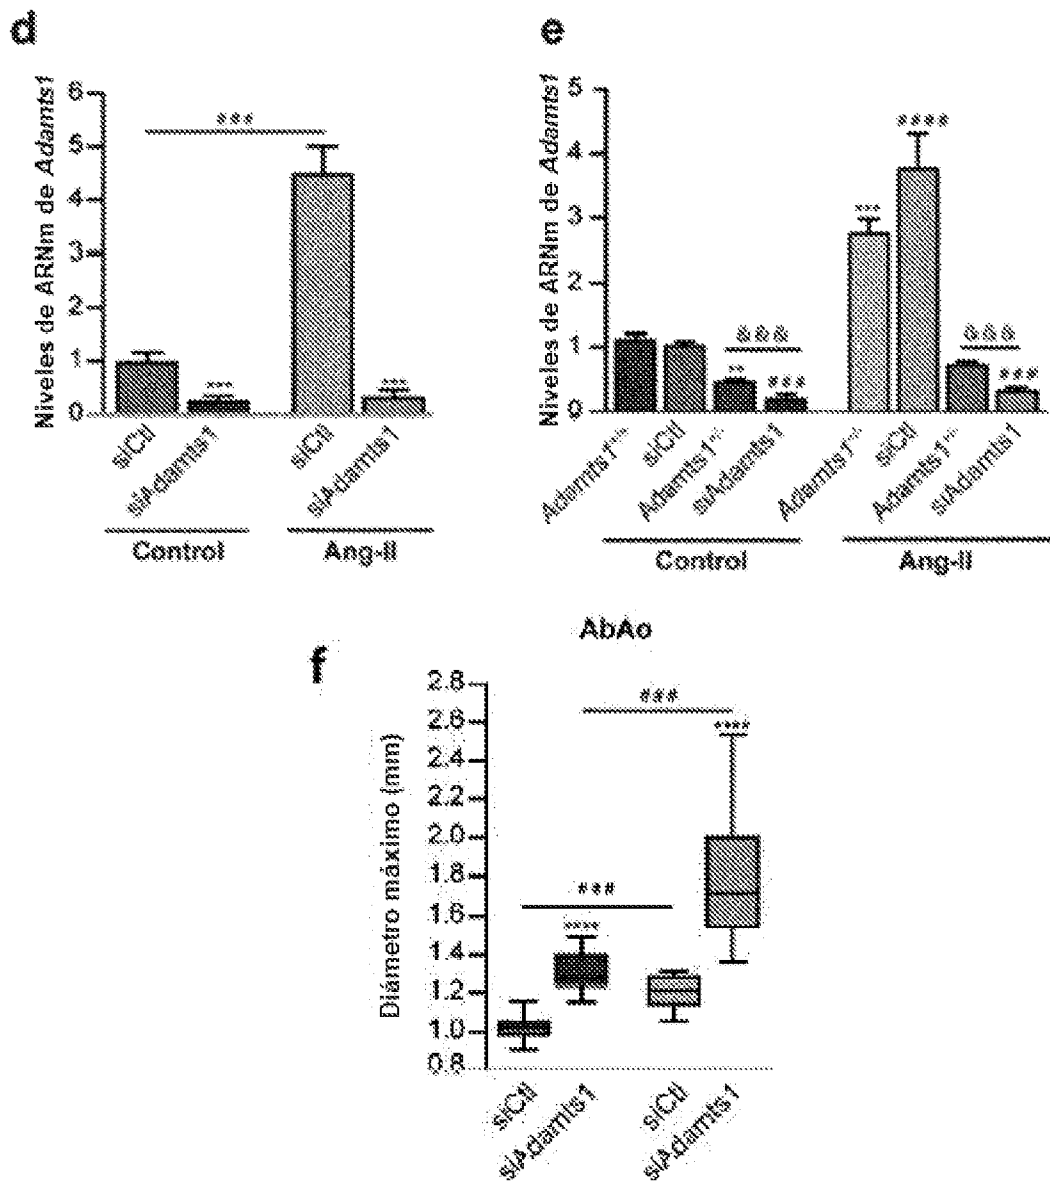 d
Niveles de ARNm de Adamts1
6
5
4
3
2
1
0
###
***
***
siCtl
siAdamts1
siCtl
siAdamts1
Control
Ang-II
e
Niveles de ARNm de Adamts1
5
4
3
2
1
0
&&&
**
###
***
####
&&&
###
Adamts1+/+
siCtl
Adamts1+/-
siAdamts1
siCtl
Adamts1+/-
siAdamts1
Control
Ang-II
AbAo
f
Diámetro máximo (mm)
2.8
2.6
2.4
2.2
2.0
1.8
1.6
1.4
1.2
1.0
0.8
###
****
###
****
siCtl
siAdamts1
siCtl
siAdamts1